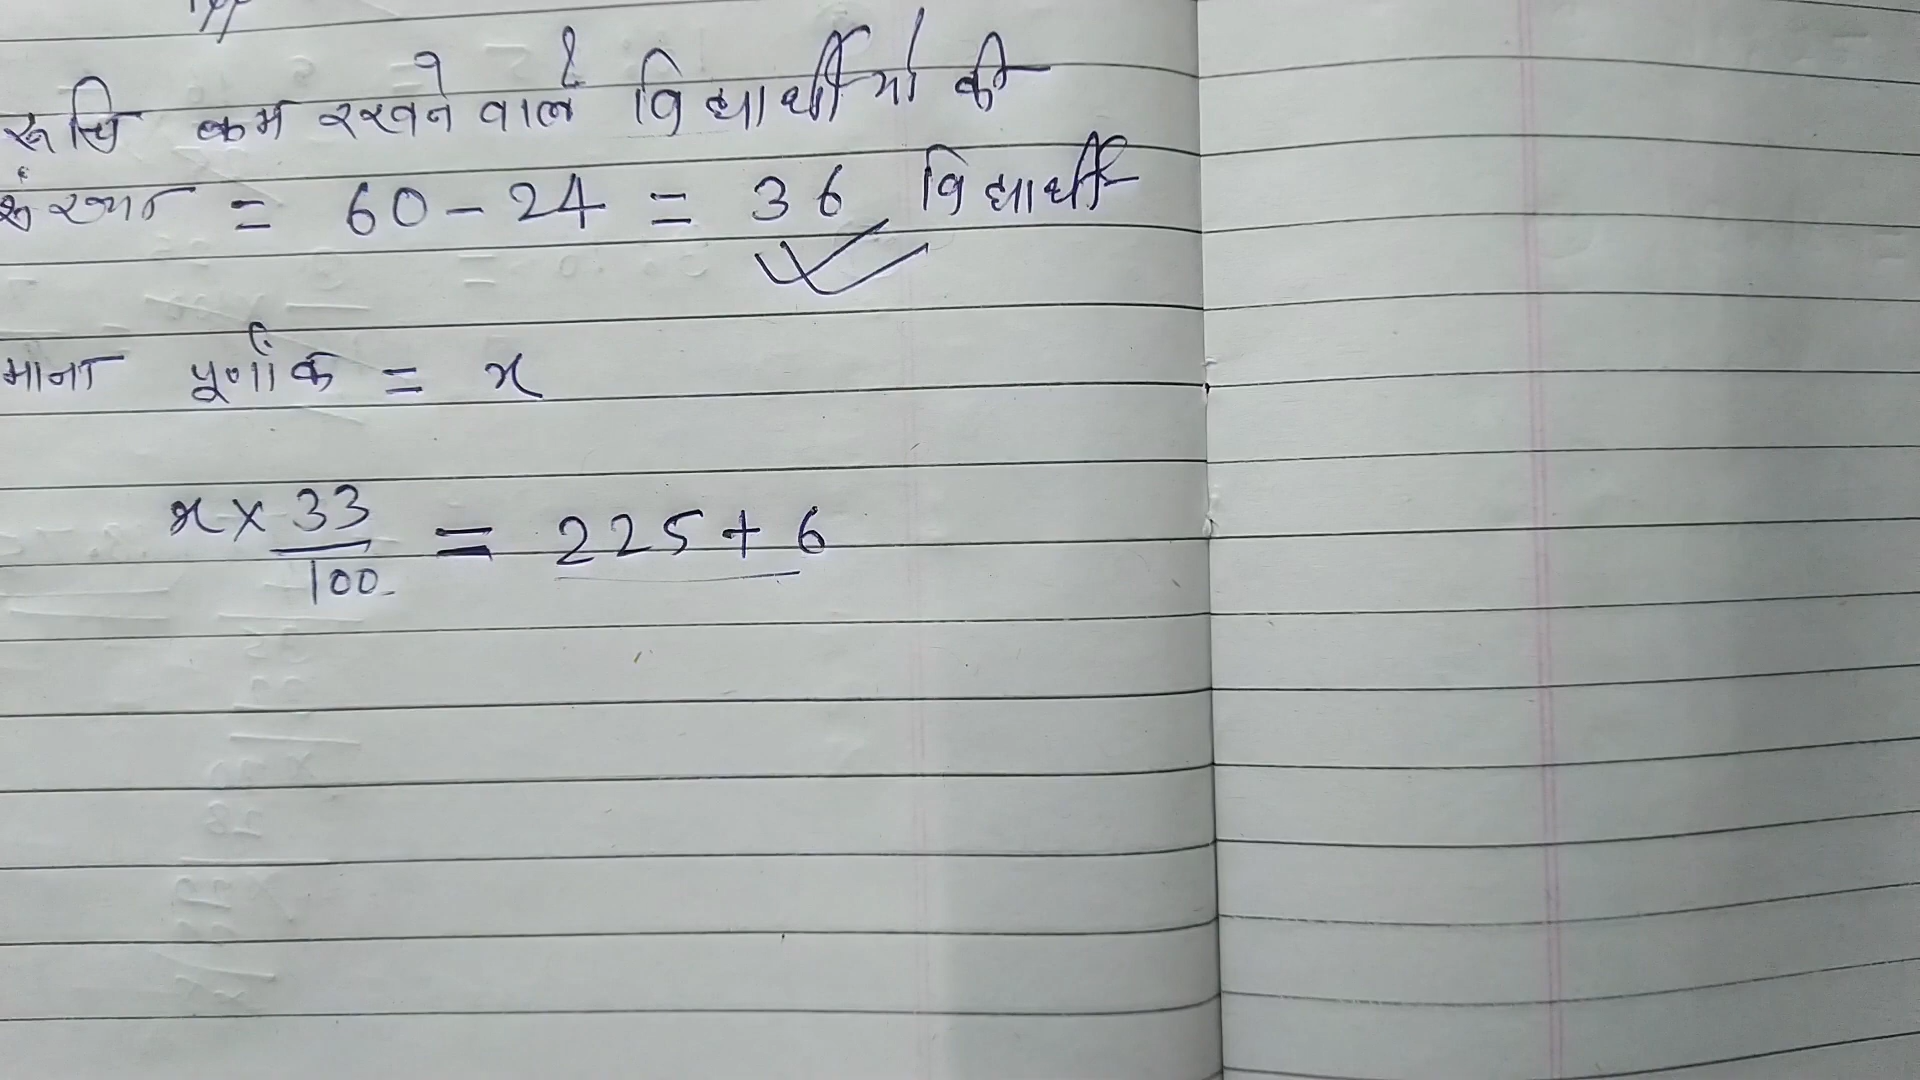 रूचि कम रखने वाले विद्यार्थीयों की
संख्या = 60 - 24 = 36 विद्यार्थी
माना पूर्णांक = x
x × 33/100 = 225 + 6